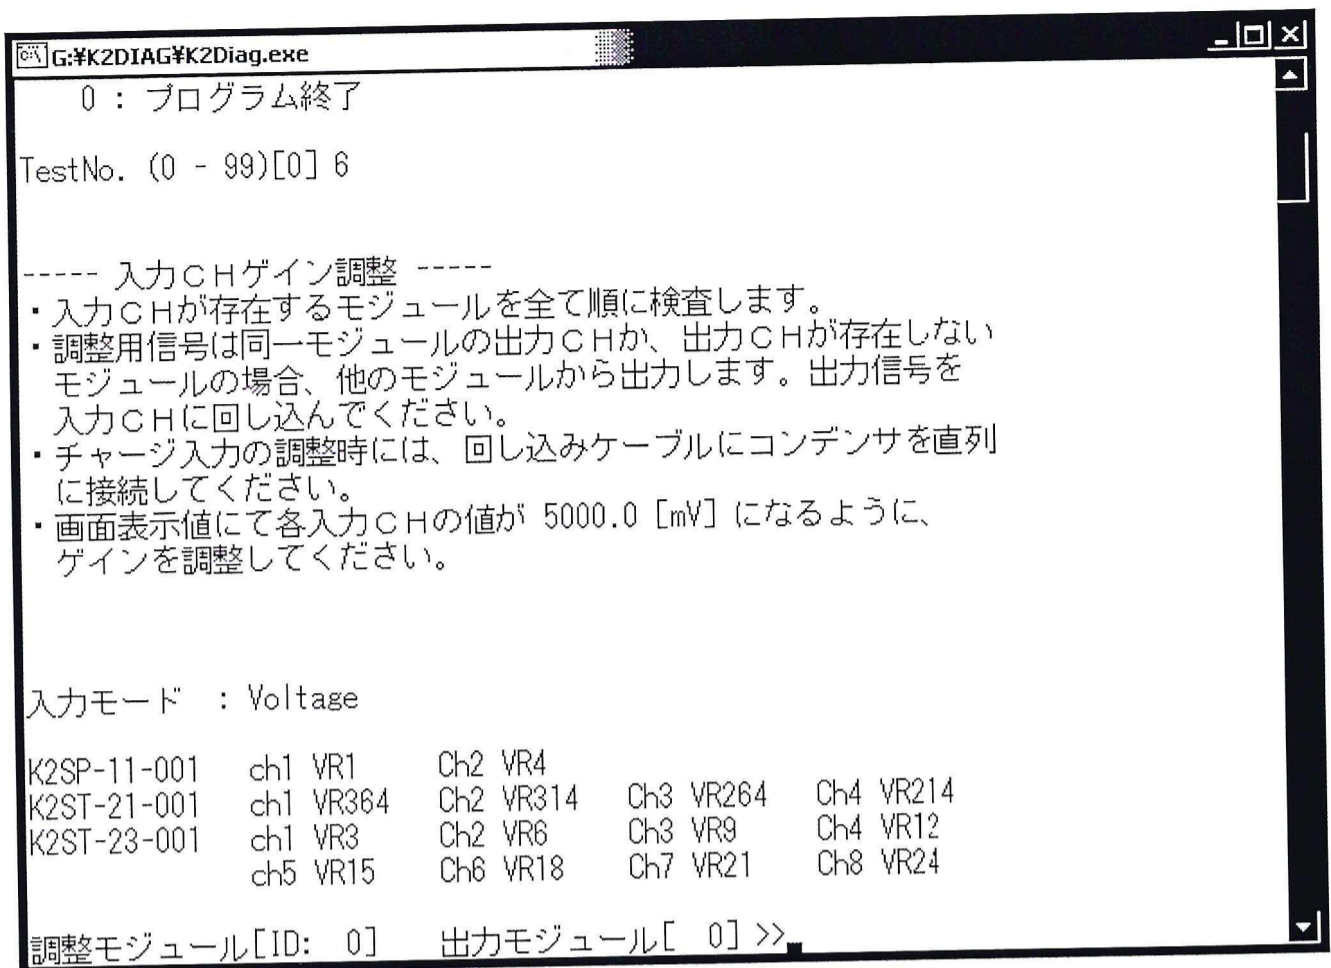 G:¥K2DIAG¥K2Diag.exe
0 : プログラム終了
TestNo. (0 - 99)[0] 6
----- 入力ＣＨゲイン調整 -----
・入力ＣＨが存在するモジュールを全て順に検査します。
・調整用信号は同一モジュールの出力ＣＨか、出力ＣＨが存在しない
モジュールの場合、他のモジュールから出力します。出力信号を
入力ＣＨに回し込んでください。
・チャージ入力の調整時には、回し込みケーブルにコンデンサを直列
に接続してください。
・画面表示値にて各入力ＣＨの値が 5000.0 [mV] になるように、
ゲインを調整してください。
入力モード : Voltage
K2SP-11-001 ch1 VR1 Ch2 VR4
K2ST-21-001 ch1 VR364 Ch2 VR314 Ch3 VR264 Ch4 VR214
K2ST-23-001 ch1 VR3 Ch2 VR6 Ch3 VR9 Ch4 VR12
ch5 VR15 Ch6 VR18 Ch7 VR21 Ch8 VR24
調整モジュール[ID: 0] 出力モジュール[ 0] >>